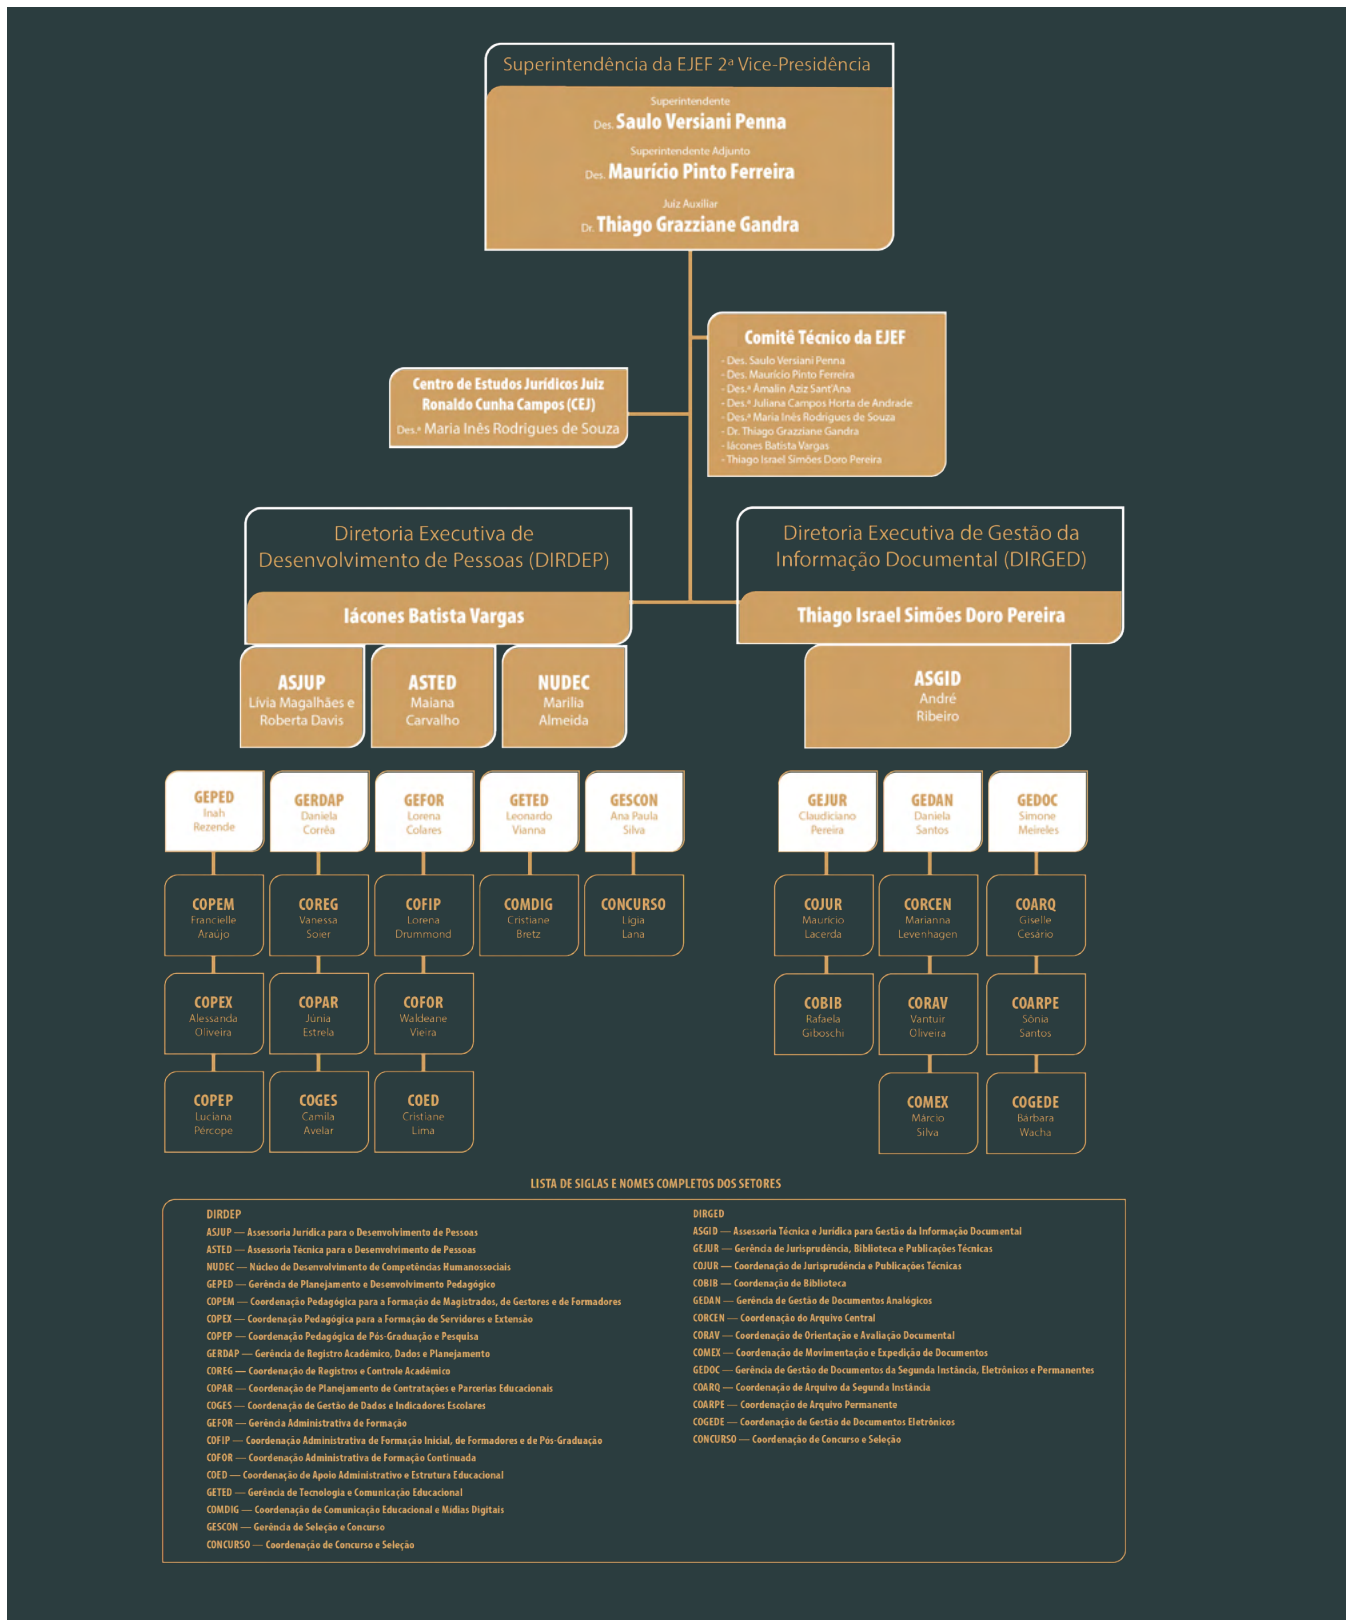 Superintendência da EJEF 2ª Vice-Presidência
Superintendente
Des. Saulo Versiani Penna
Superintendente Adjunto
Des. Maurício Pinto Ferreira
Juiz Auxiliar
Dr. Thiago Grazziane Gandra
Comitê Técnico da EJEF
- Des. Saulo Versiani Penna
- Des. Maurício Pinto Ferreira
- Des.ª Âmalin Aziz Sant'Ana
- Des.ª Juliana Campos Horta de Andrade
- Des.ª Maria Inês Rodrigues de Souza
- Dr. Thiago Grazziane Gandra
- Iácones Batista Vargas
- Thiago Israel Simões Doro Pereira
Centro de Estudos Jurídicos Juiz
Ronaldo Cunha Campos (CEJ)
Des.ª Maria Inês Rodrigues de Souza
Diretoria Executiva de
Desenvolvimento de Pessoas (DIRDEP)
Iácones Batista Vargas
Diretoria Executiva de Gestão da
Informação Documental (DIRGED)
Thiago Israel Simões Doro Pereira
ASJUP
Lívia Magalhães e
Roberta Davis
ASTED
Maiana
Carvalho
NUDEC
Marilia
Almeida
ASGID
André
Ribeiro
GEPED
Inah
Rezende
GERDAP
Daniela
Corrêa
GEFOR
Lorena
Colares
GETED
Leonardo
Vianna
GESCON
Ana Paula
Silva
GEJUR
Claudiciano
Pereira
GEDAN
Daniela
Santos
GEDOC
Simone
Meireles
COPEM
Francielle
Araújo
COREG
Vanessa
Soier
COFIP
Lorena
Drummond
COMDIG
Cristiane
Bretz
CONCURSO
Lígia
Lana
COJUR
Maurício
Lacerda
CORCEN
Marianna
Levenhagen
COARQ
Giselle
Cesário
COPEX
Alessanda
Oliveira
COPAR
Júnia
Estrela
COFOR
Waldeane
Vieira
COBIB
Rafaela
Giboschi
CORAV
Vantuir
Oliveira
COARPE
Sônia
Santos
COPEP
Luciana
Pércope
COGES
Camila
Avelar
COED
Cristiane
Lima
COMEX
Márcio
Silva
COGEDE
Bárbara
Wacha
LISTA DE SIGLAS E NOMES COMPLETOS DOS SETORES
DIRDEP
ASJUP — Assessoria Jurídica para o Desenvolvimento de Pessoas
ASTED — Assessoria Técnica para o Desenvolvimento de Pessoas
NUDEC — Núcleo de Desenvolvimento de Competências Humanossociais
GEPED — Gerência de Planejamento e Desenvolvimento Pedagógico
COPEM — Coordenação Pedagógica para a Formação de Magistrados, de Gestores e de Formadores
COPEX — Coordenação Pedagógica para a Formação de Servidores e Extensão
COPEP — Coordenação Pedagógica de Pós-Graduação e Pesquisa
GERDAP — Gerência de Registro Acadêmico, Dados e Planejamento
COREG — Coordenação de Registros e Controle Acadêmico
COPAR — Coordenação de Planejamento de Contratações e Parcerias Educacionais
COGES — Coordenação de Gestão de Dados e Indicadores Escolares
GEFOR — Gerência Administrativa de Formação
COFIP — Coordenação Administrativa de Formação Inicial, de Formadores e de Pós-Graduação
COFOR — Coordenação Administrativa de Formação Continuada
COED — Coordenação de Apoio Administrativo e Estrutura Educacional
GETED — Gerência de Tecnologia e Comunicação Educacional
COMDIG — Coordenação de Comunicação Educacional e Mídias Digitais
GESCON — Gerência de Seleção e Concurso
CONCURSO — Coordenação de Concurso e Seleção
DIRGED
ASGID — Assessoria Técnica e Jurídica para Gestão da Informação Documental
GEJUR — Gerência de Jurisprudência, Biblioteca e Publicações Técnicas
COJUR — Coordenação de Jurisprudência e Publicações Técnicas
COBIB — Coordenação de Biblioteca
GEDAN — Gerência de Gestão de Documentos Analógicos
CORCEN — Coordenação do Arquivo Central
CORAV — Coordenação de Orientação e Avaliação Documental
COMEX — Coordenação de Movimentação e Expedição de Documentos
GEDOC — Gerência de Gestão de Documentos da Segunda Instância, Eletrônicos e Permanentes
COARQ — Coordenação de Arquivo da Segunda Instância
COARPE — Coordenação de Arquivo Permanente
COGEDE — Coordenação de Gestão de Documentos Eletrônicos
CONCURSO — Coordenação de Concurso e Seleção